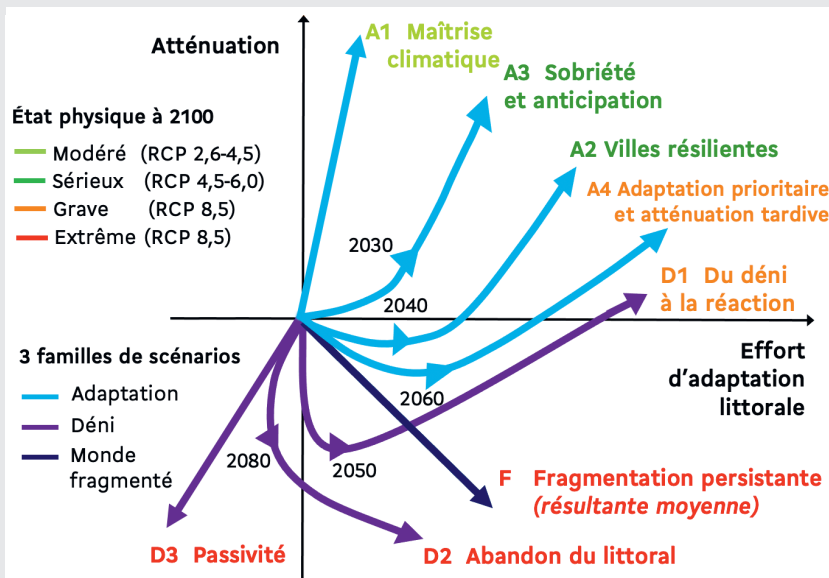 Atténuation
A1 Maîtrise
climatique
A3 Sobriété
et anticipation
État physique à 2100
Modéré (RCP 2,6-4,5)
Sérieux (RCP 4,5-6,0)
Grave (RCP 8,5)
Extrême (RCP 8,5)
A2 Villes résilientes
A4 Adaptation prioritaire
et atténuation tardive
2030
D1 Du déni
à la réaction
2040
3 familles de scénarios
Adaptation
Déni
Monde
fragmenté
Effort
d'adaptation
littorale
2060
2080
2050
F Fragmentation persistante
(résultante moyenne)
D3 Passivité
D2 Abandon du littoral